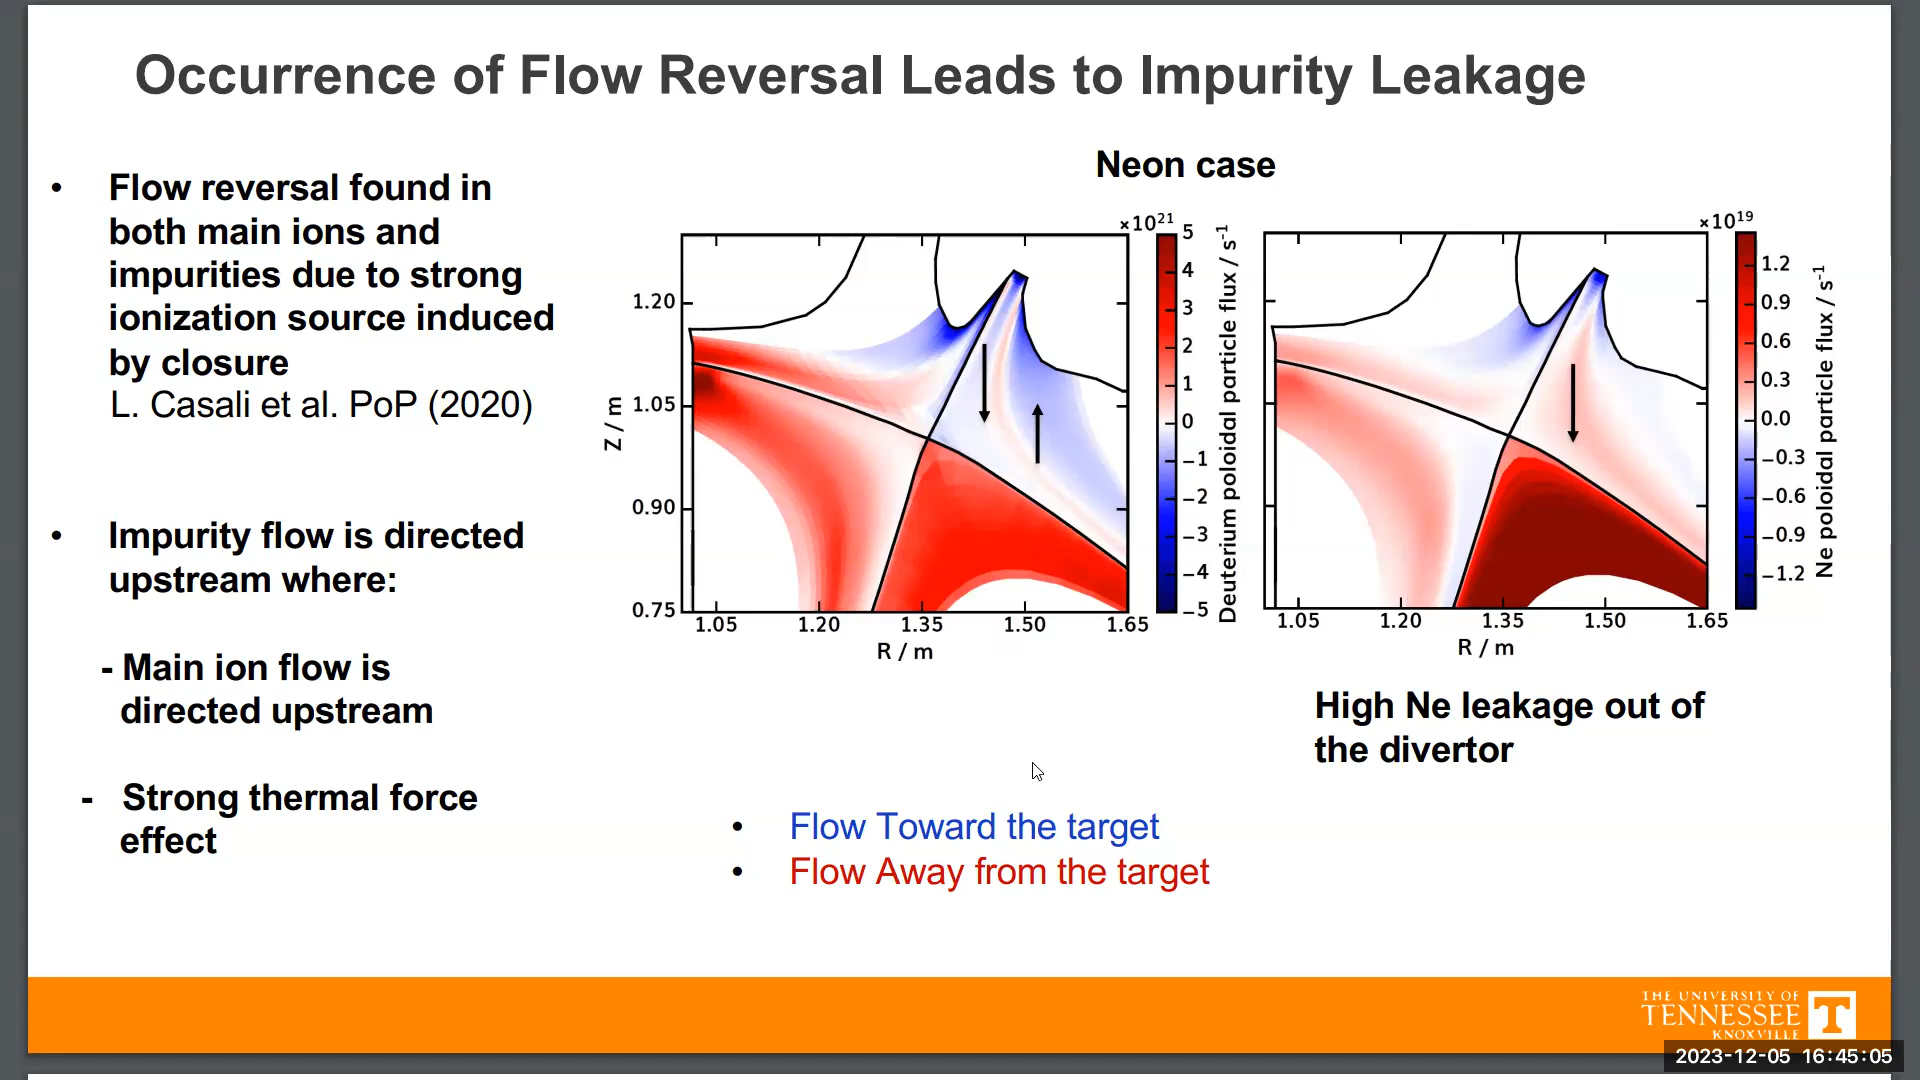 Occurrence of Flow Reversal Leads to Impurity Leakage
• Flow reversal found in
both main ions and
impurities due to strong
ionization source induced
by closure
L. Casali et al. PoP (2020)
• Impurity flow is directed
upstream where:
- Main ion flow is
directed upstream
- Strong thermal force
effect
Neon case
×10²¹
5
4
3
2
1
0
−1
−2
−3
−4
−5
Deuterium poloidal particle flux / s⁻¹
1.20
1.05
0.90
0.75
Z / m
1.05 1.20 1.35 1.50 1.65
R / m
×10¹⁹
1.2
0.9
0.6
0.3
0.0
−0.3
−0.6
−0.9
−1.2
Ne poloidal particle flux / s⁻¹
1.05 1.20 1.35 1.50 1.65
R / m
High Ne leakage out of
the divertor
• Flow Toward the target
• Flow Away from the target
THE UNIVERSITY OF
TENNESSEE
KNOXVILLE
T
2023-12-05 16:45:05